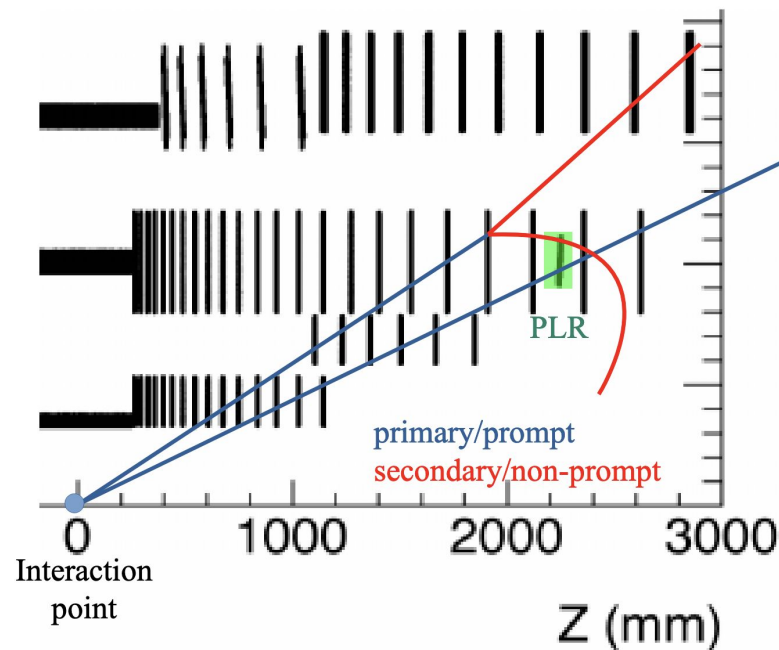 PLR
primary/prompt
secondary/non-prompt
0 1000 2000 3000
Interaction
point
Z (mm)